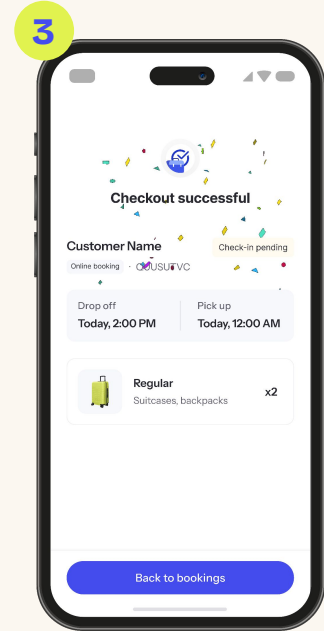 3
Checkout successful
Customer Name
Check-in pending
Online booking
Drop off
Pick up
Today, 2:00 PM
Today, 12:00 AM
Regular
Suitcases, backpacks
x2
Back to bookings